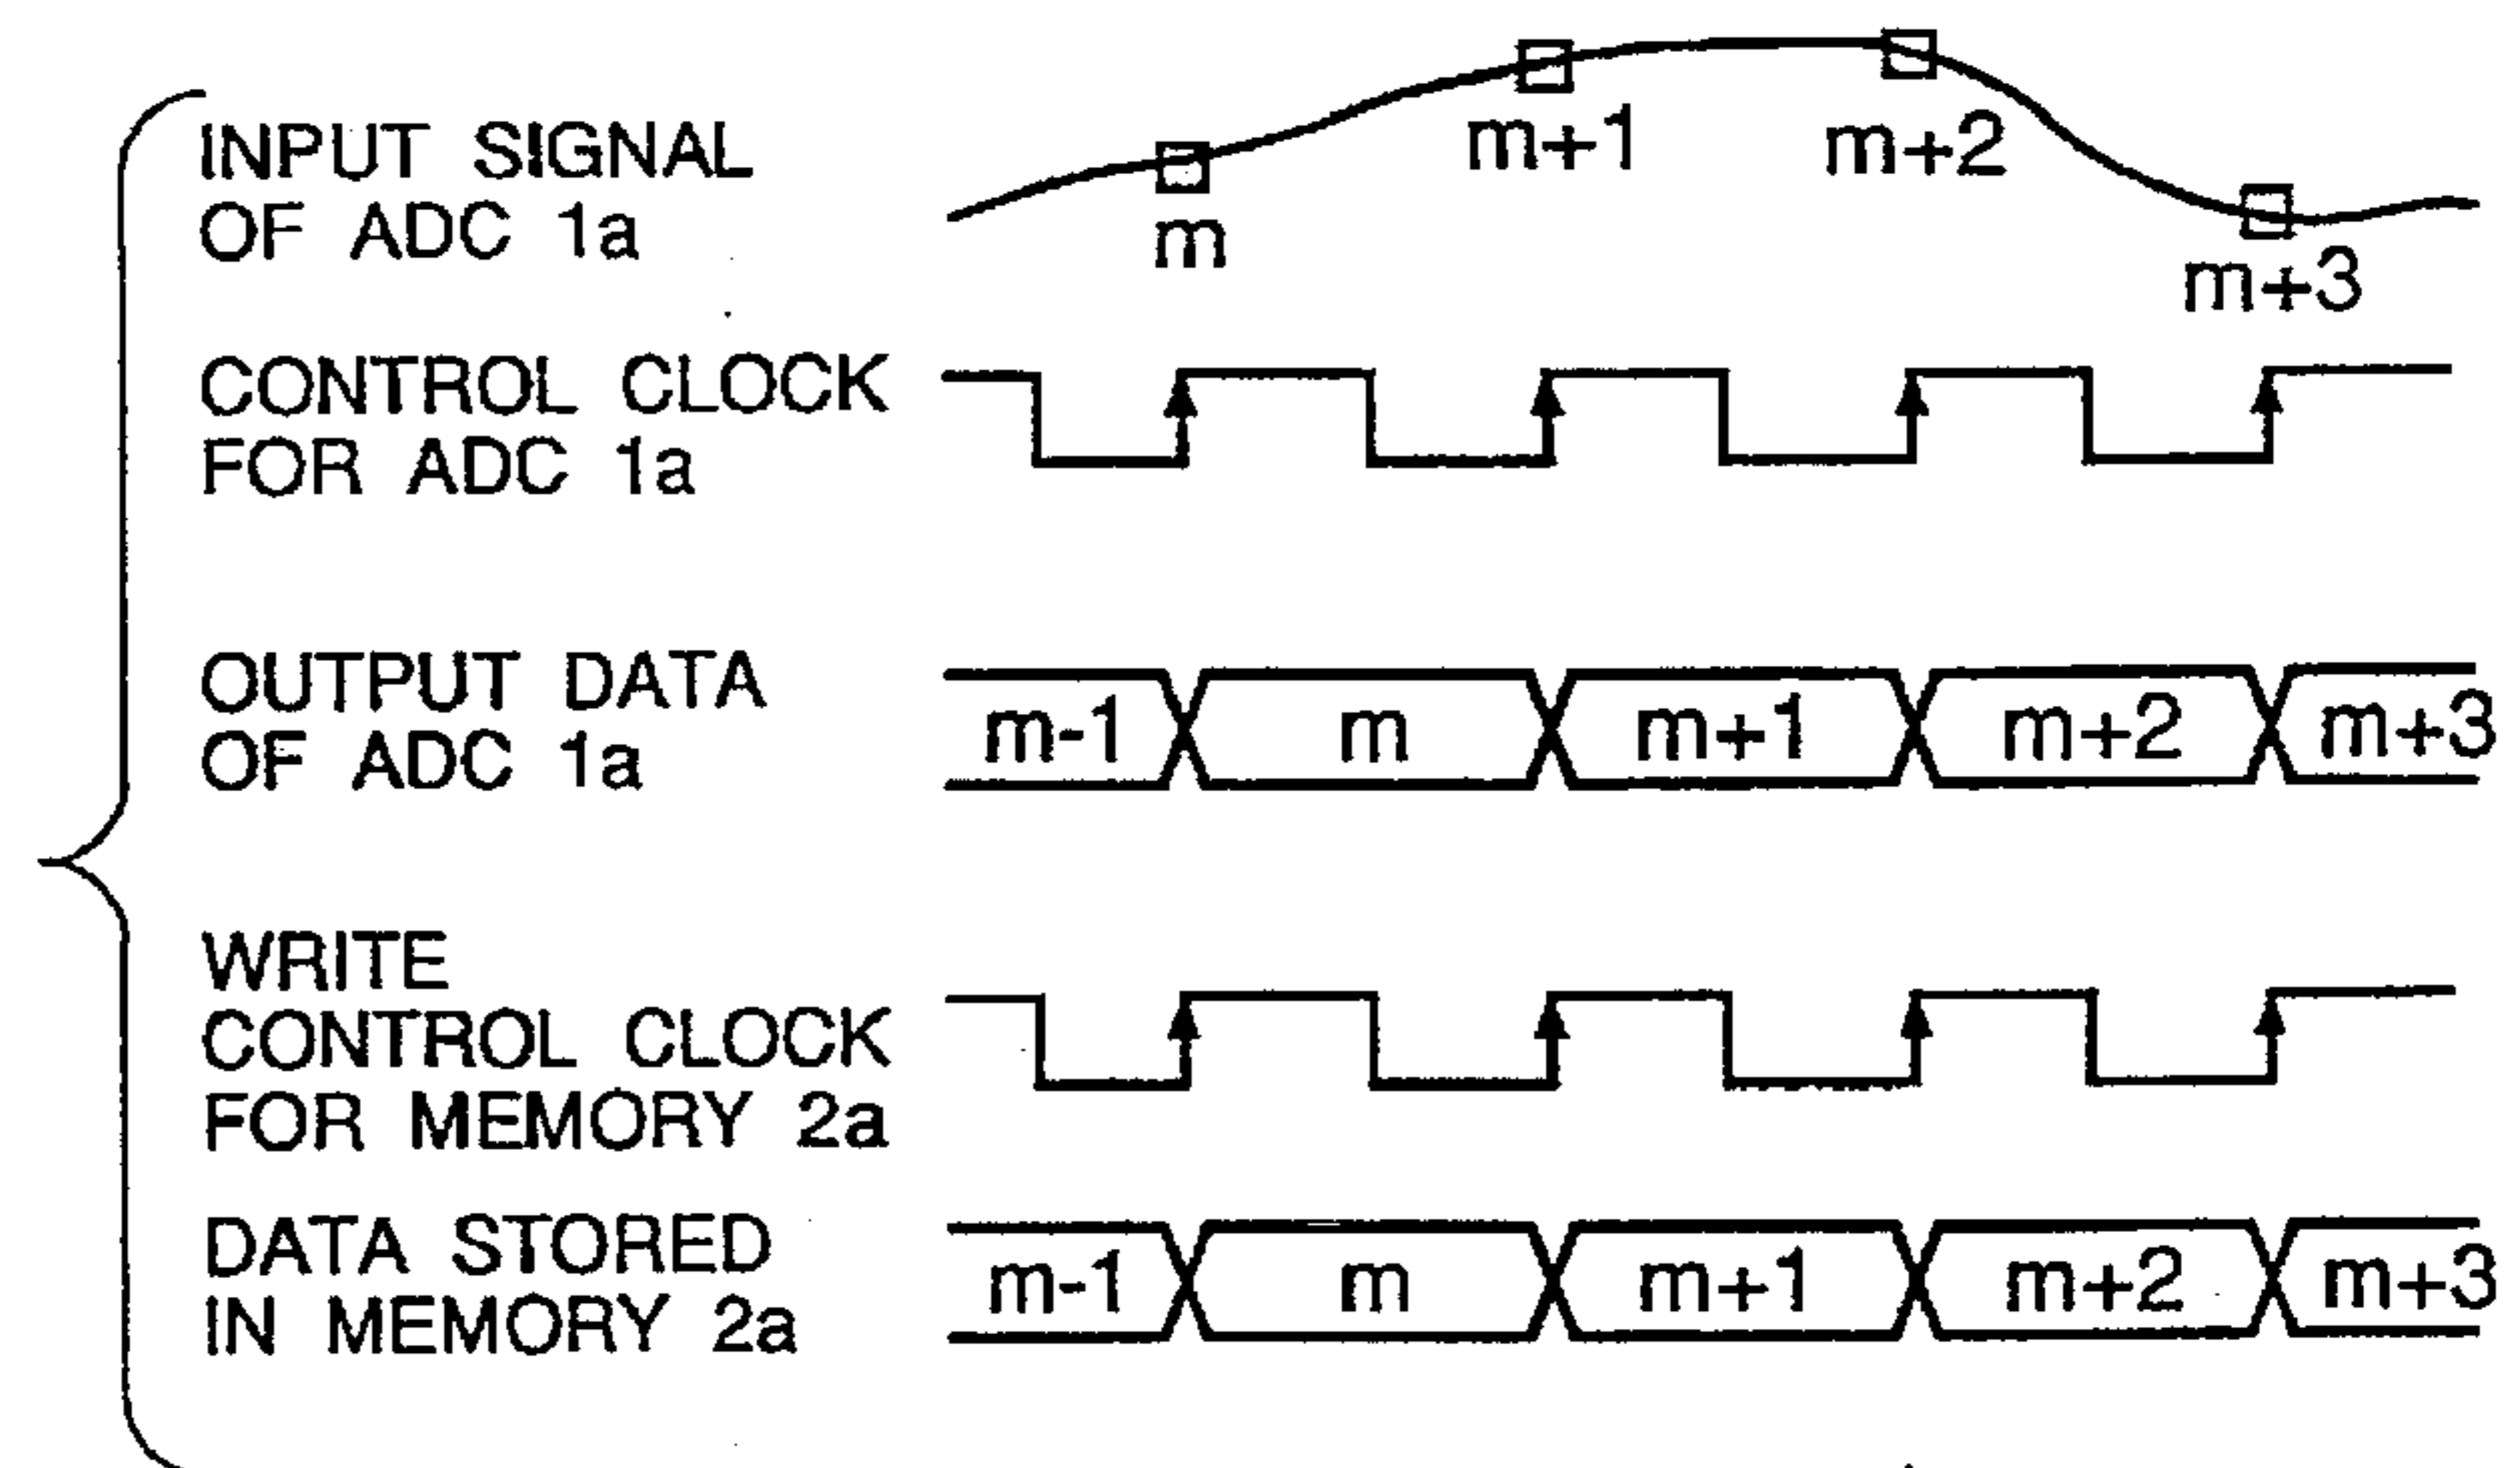 INPUT SIGNAL
OF ADC 1a
m
m+1
m+2
m+3
CONTROL CLOCK
FOR ADC 1a
OUTPUT DATA
OF ADC 1a
m-1 m m+1 m+2 m+3
WRITE
CONTROL CLOCK
FOR MEMORY 2a
DATA STORED
IN MEMORY 2a
m-1 m m+1 m+2 m+3